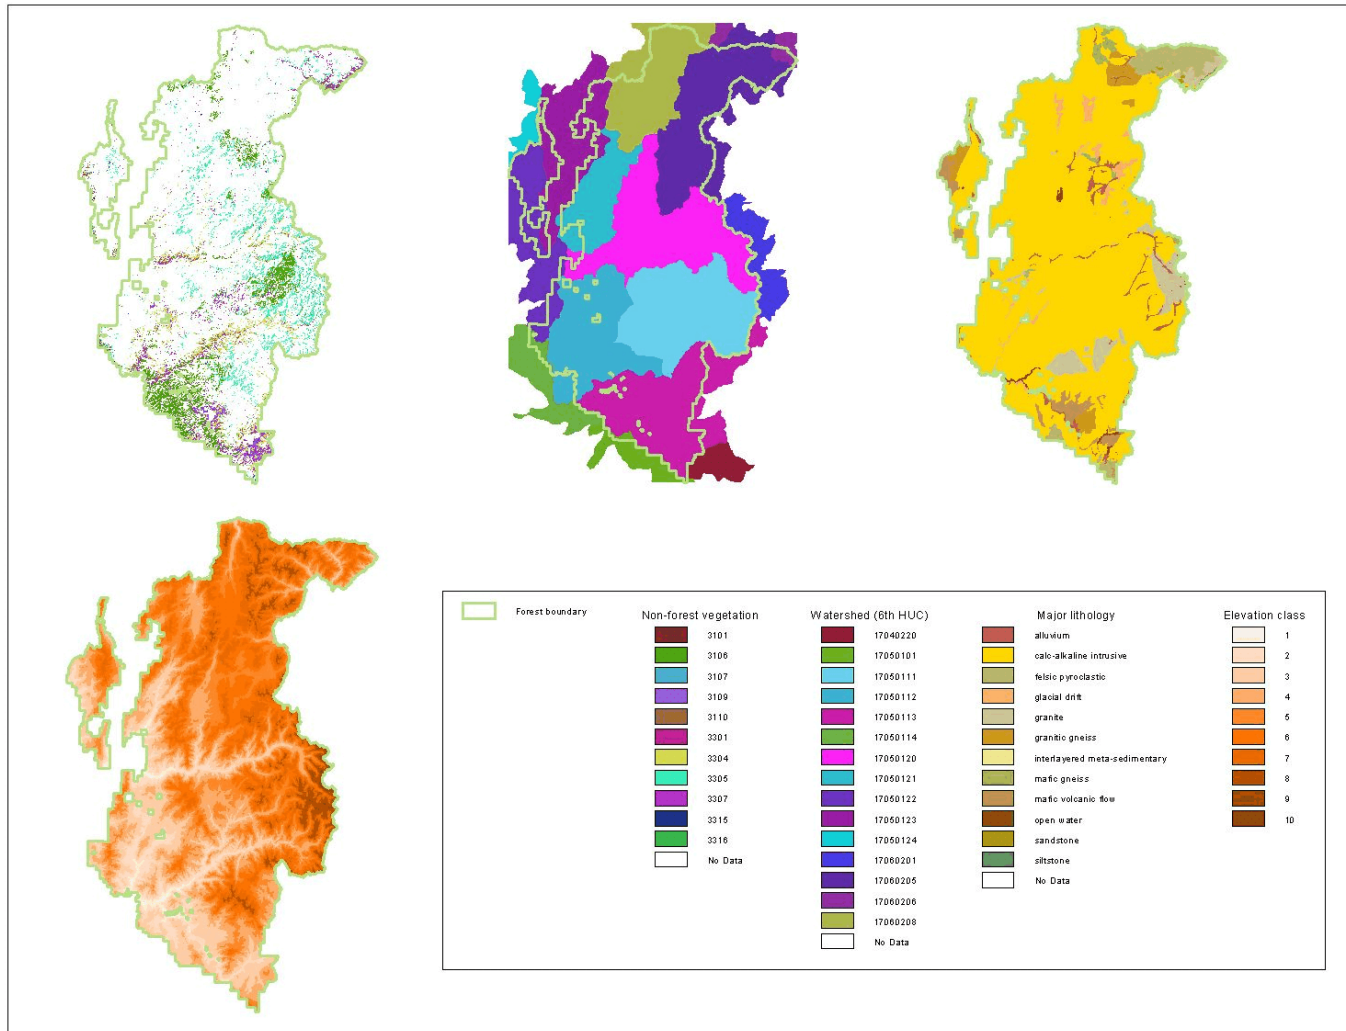 Forest boundary
Non-forest vegetation
3101
3106
3107
3109
3110
3301
3304
3305
3307
3315
3316
No Data
Watershed (6th HUC)
17040220
17050101
17050111
17050112
17050113
17050114
17050120
17050121
17050122
17050123
17050124
17060201
17060205
17060206
17060208
No Data
Major lithology
alluvium
calc-alkaline intrusive
felsic pyroclastic
glacial drift
granite
granitic gneiss
interlayered meta-sedimentary
mafic gneiss
mafic volcanic flow
open water
sandstone
siltstone
No Data
Elevation class
1
2
3
4
5
6
7
8
9
10